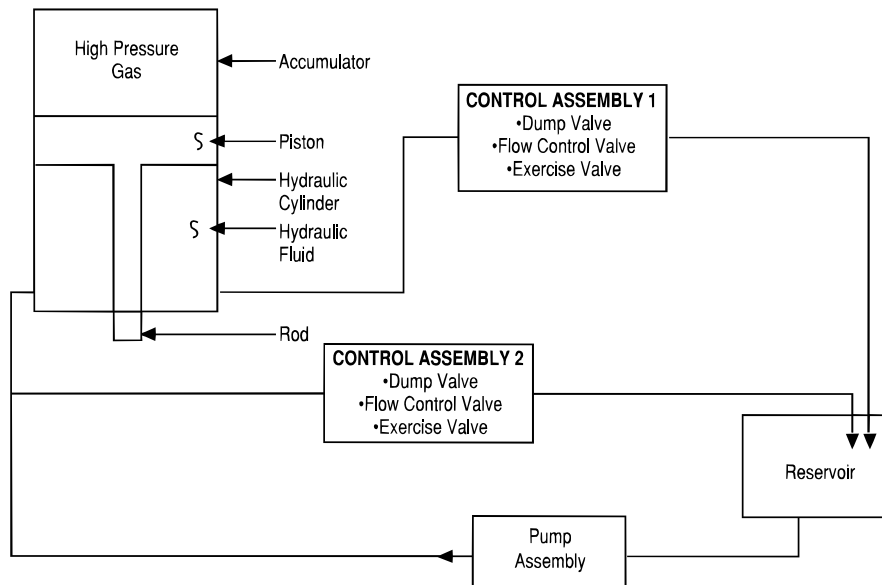 High Pressure
Gas
Accumulator
Piston
Hydraulic
Cylinder
Hydraulic
Fluid
Rod
CONTROL ASSEMBLY 1
•Dump Valve
•Flow Control Valve
•Exercise Valve
CONTROL ASSEMBLY 2
•Dump Valve
•Flow Control Valve
•Exercise Valve
Reservoir
Pump
Assembly